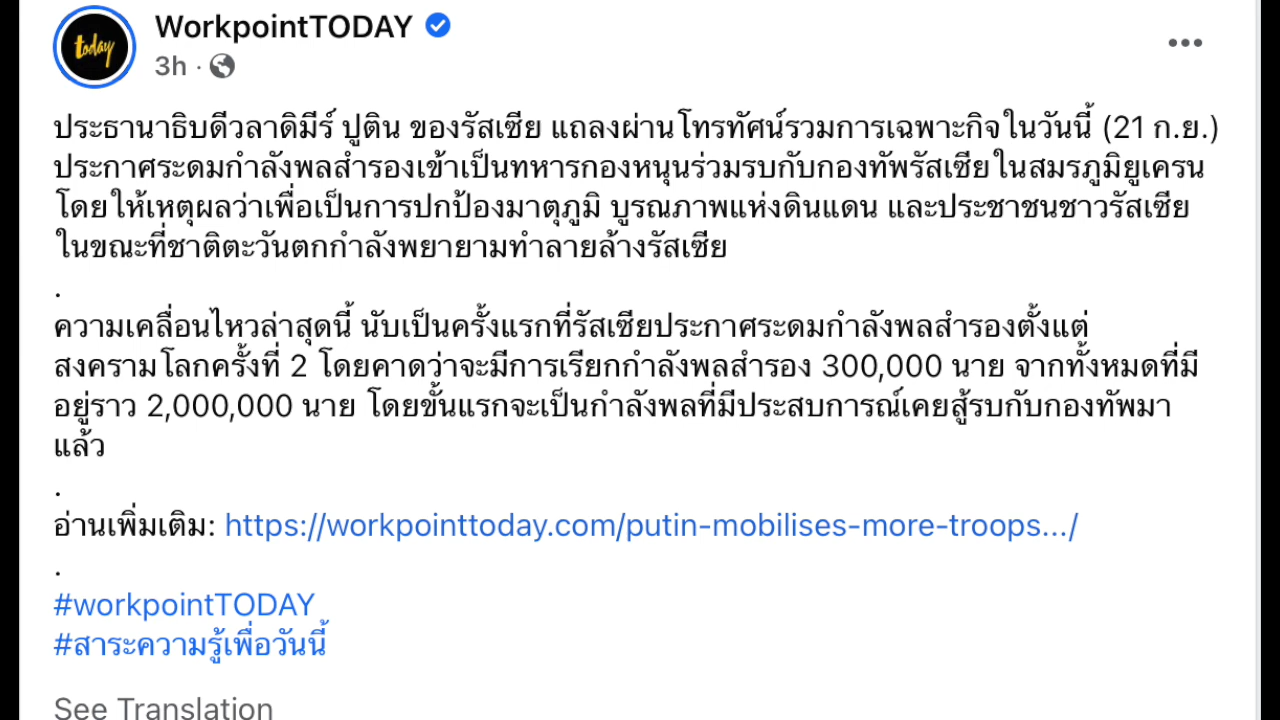 today
WorkpointTODAY
3h ·
ประธานาธิบดีวลาดิมีร์ ปูติน ของรัสเซีย แถลงผ่านโทรทัศน์รวมการเฉพาะกิจในวันนี้ (21 ก.ย.)
ประกาศระดมกำลังพลสำรองเข้าเป็นทหารกองหนุนร่วมรบกับกองทัพรัสเซียในสมรภูมิยูเครน
โดยให้เหตุผลว่าเพื่อเป็นการปกป้องมาตุภูมิ บูรณภาพแห่งดินแดน และประชาชนชาวรัสเซีย
ในขณะที่ชาติตะวันตกกำลังพยายามทำลายล้างรัสเซีย
.
ความเคลื่อนไหวล่าสุดนี้ นับเป็นครั้งแรกที่รัสเซียประกาศระดมกำลังพลสำรองตั้งแต่
สงครามโลกครั้งที่ 2 โดยคาดว่าจะมีการเรียกกำลังพลสำรอง 300,000 นาย จากทั้งหมดที่มี
อยู่ราว 2,000,000 นาย โดยขั้นแรกจะเป็นกำลังพลที่มีประสบการณ์เคยสู้รบกับกองทัพมา
แล้ว
.
อ่านเพิ่มเติม: https://workpointtoday.com/putin-mobilises-more-troops.../
.
#workpointTODAY
#สาระความรู้เพื่อวันนี้
See Translation